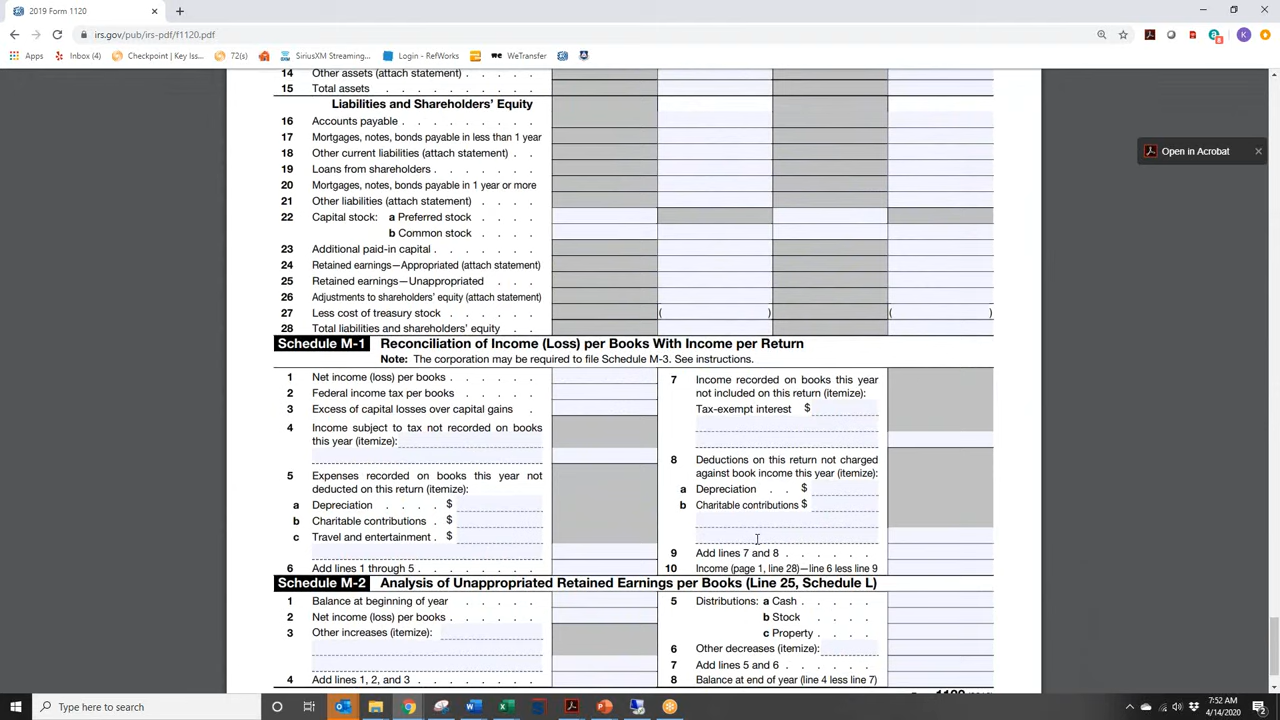 2019 Form 1120
irs.gov/pub/irs-pdf/f1120.pdf
K
Apps
Inbox (4)
Checkpoint | Key Iss...
72(s)
SiriusXM Streaming...
Login - RefWorks
we WeTransfer
Open in Acrobat
14 Other assets (attach statement) . . . . .
15 Total assets . . . . . . . . . .
Liabilities and Shareholders' Equity
16 Accounts payable . . . . . . . . .
17 Mortgages, notes, bonds payable in less than 1 year
18 Other current liabilities (attach statement) . .
19 Loans from shareholders . . . . . . .
20 Mortgages, notes, bonds payable in 1 year or more
21 Other liabilities (attach statement) . . . .
22 Capital stock: a Preferred stock . . . .
b Common stock . . . .
23 Additional paid-in capital . . . . . . .
24 Retained earnings—Appropriated (attach statement)
25 Retained earnings—Unappropriated . . . .
26 Adjustments to shareholders' equity (attach statement)
27 Less cost of treasury stock . . . . . . ( ) ( )
28 Total liabilities and shareholders' equity . .
Schedule M-1 Reconciliation of Income (Loss) per Books With Income per Return
Note: The corporation may be required to file Schedule M-3. See instructions.
1 Net income (loss) per books . . . . . .
2 Federal income tax per books . . . . .
3 Excess of capital losses over capital gains .
4 Income subject to tax not recorded on books
this year (itemize):
5 Expenses recorded on books this year not
deducted on this return (itemize):
a Depreciation . . . . $
b Charitable contributions . $
c Travel and entertainment . $
6 Add lines 1 through 5 . . . . . . . .
7 Income recorded on books this year
not included on this return (itemize):
Tax-exempt interest $
8 Deductions on this return not charged
against book income this year (itemize):
a Depreciation . . $
b Charitable contributions $
9 Add lines 7 and 8 . . . . . .
10 Income (page 1, line 28)—line 6 less line 9
Schedule M-2 Analysis of Unappropriated Retained Earnings per Books (Line 25, Schedule L)
1 Balance at beginning of year . . . . .
2 Net income (loss) per books . . . . . .
3 Other increases (itemize):
4 Add lines 1, 2, and 3 . . . . . . . .
5 Distributions: a Cash . . . . .
b Stock . . . .
c Property . . . .
6 Other decreases (itemize):
7 Add lines 5 and 6 . . . . . .
8 Balance at end of year (line 4 less line 7)
Type here to search
7:52 AM
4/14/2020
2